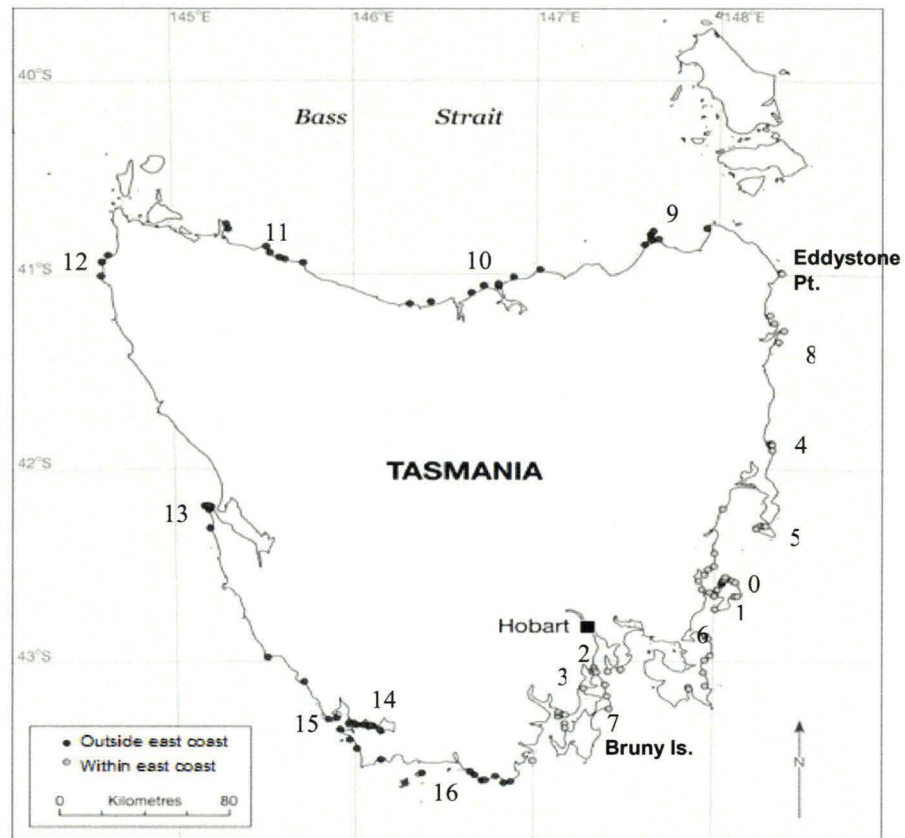 145°E 146°E 147°E 148°E
40°S
Bass Strait
9
11
Eddystone
Pt.
12
10
41°S
8
4
42°S
TASMANIA
13
5
0
1
Hobart
6
2
43°S
3
14
15
7
Bruny Is.
16
Outside east coast
Within east coast
0 Kilometres 80
N